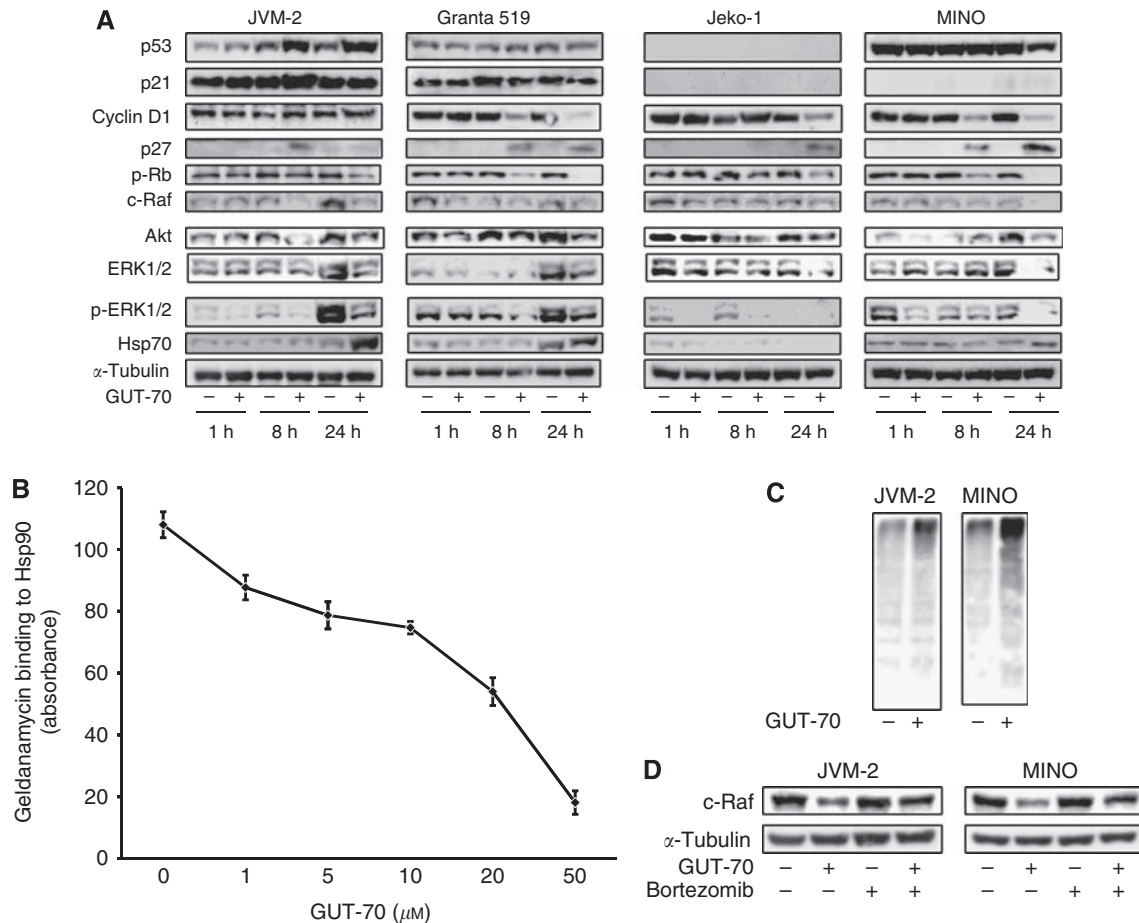 A
JVM-2 Granta 519 Jeko-1 MINO
p53
p21
Cyclin D1
p27
p-Rb
c-Raf
Akt
ERK1/2
p-ERK1/2
Hsp70
α-Tubulin
GUT-70 – + – + – + – + – + – + – + – + – + – + – + – +
1 h 8 h 24 h 1 h 8 h 24 h 1 h 8 h 24 h 1 h 8 h 24 h
B
Geldanamycin binding to Hsp90
(absorbance)
120
100
80
60
40
20
0
0 1 5 10 20 50
GUT-70 (μM)
C
JVM-2 MINO
GUT-70 – + – +
D
JVM-2 MINO
c-Raf
α-Tubulin
GUT-70 – + – + – + – +
Bortezomib – – + + – – + +